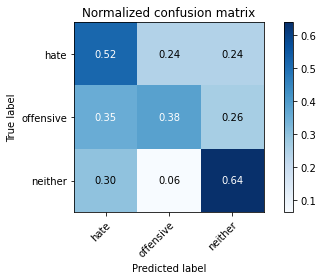 Normalized confusion matrix
hate 0.52 0.24 0.24
offensive 0.35 0.38 0.26
neither 0.30 0.06 0.64
hate offensive neither
True label
Predicted label
0.6
0.5
0.4
0.3
0.2
0.1